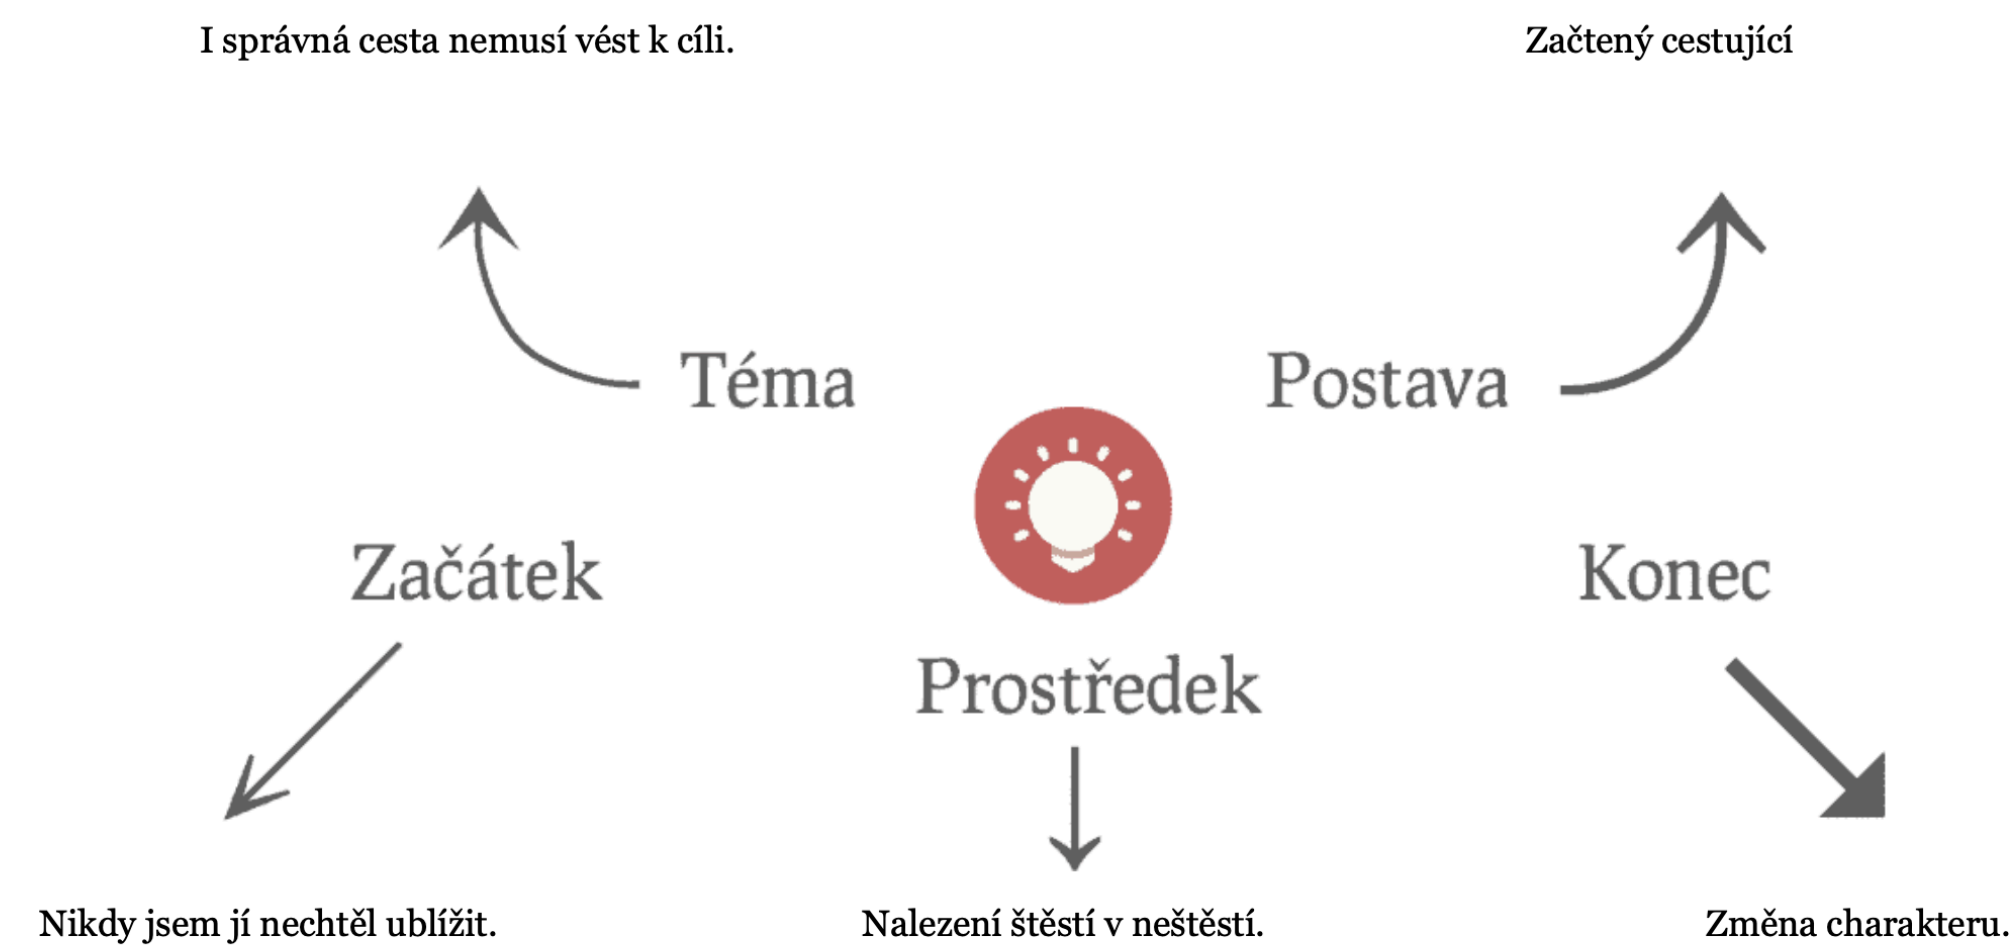 I správná cesta nemusí vést k cíli.
Začtený cestující
Téma
Postava
Začátek
Konec
Prostředek
Nikdy jsem jí nechtěl ublížit.
Nalezení štěstí v neštěstí.
Změna charakteru.